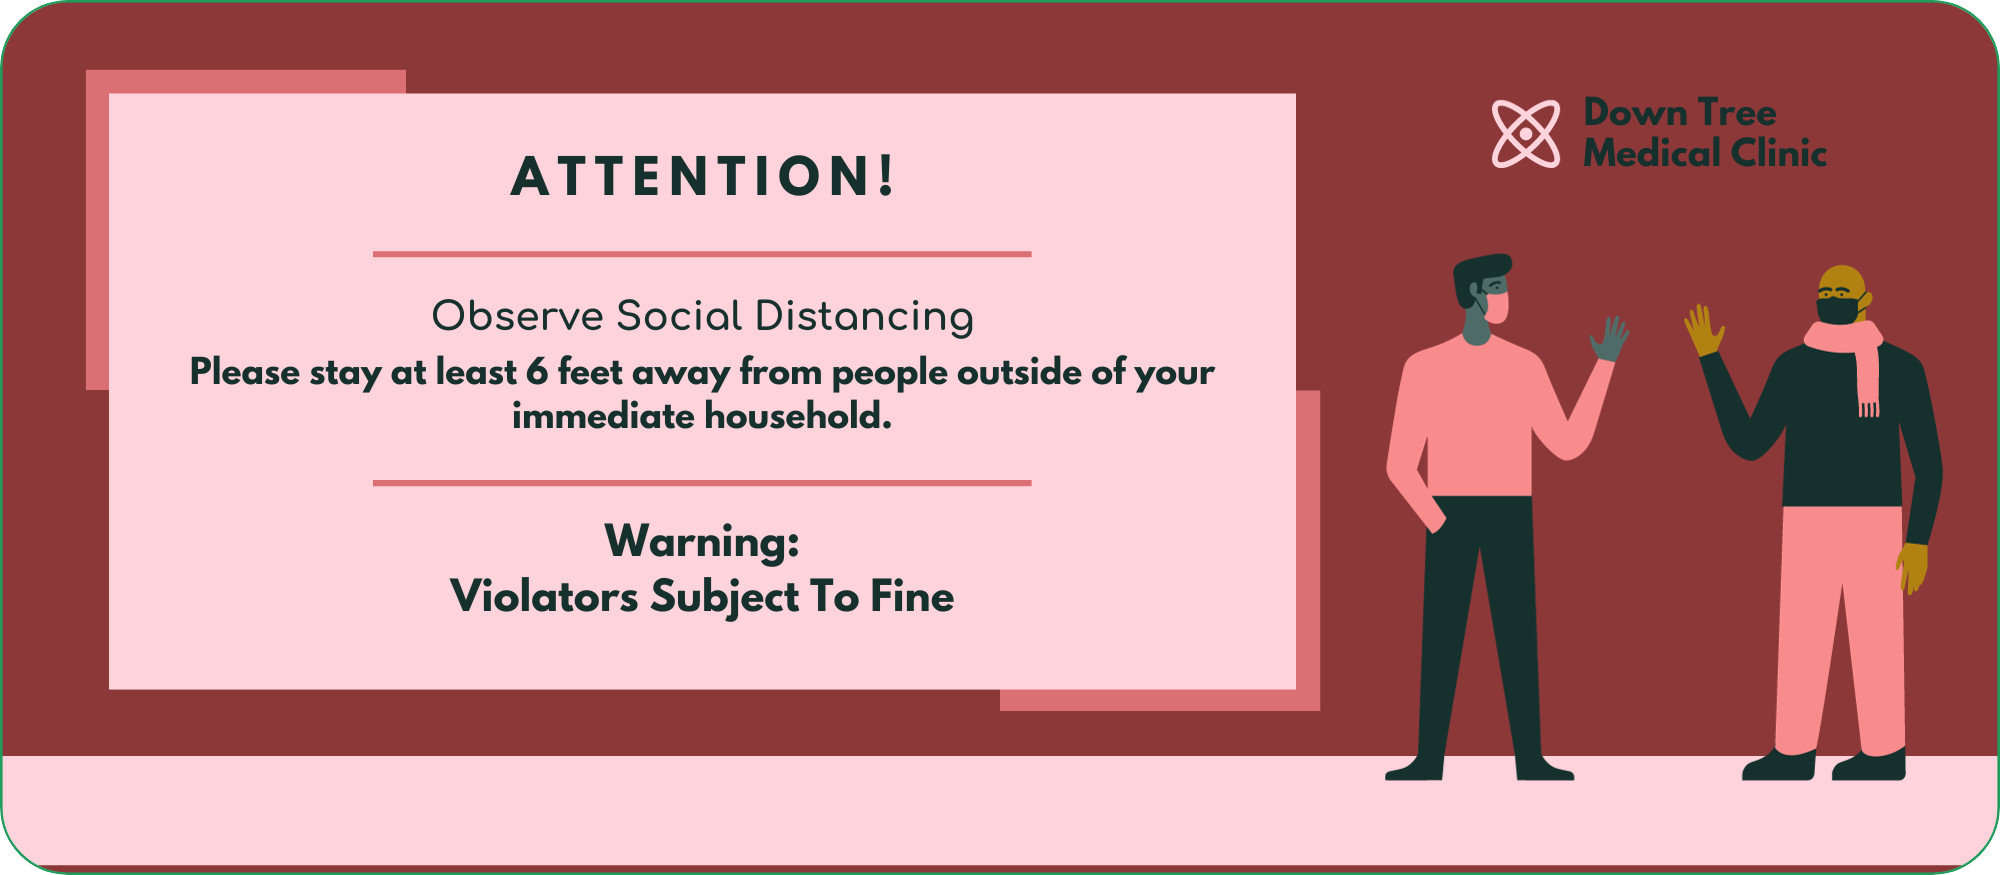 ATTENTION!
Observe Social Distancing
Please stay at least 6 feet away from people outside of your
immediate household.
Warning:
Violators Subject To Fine
Down Tree
Medical Clinic